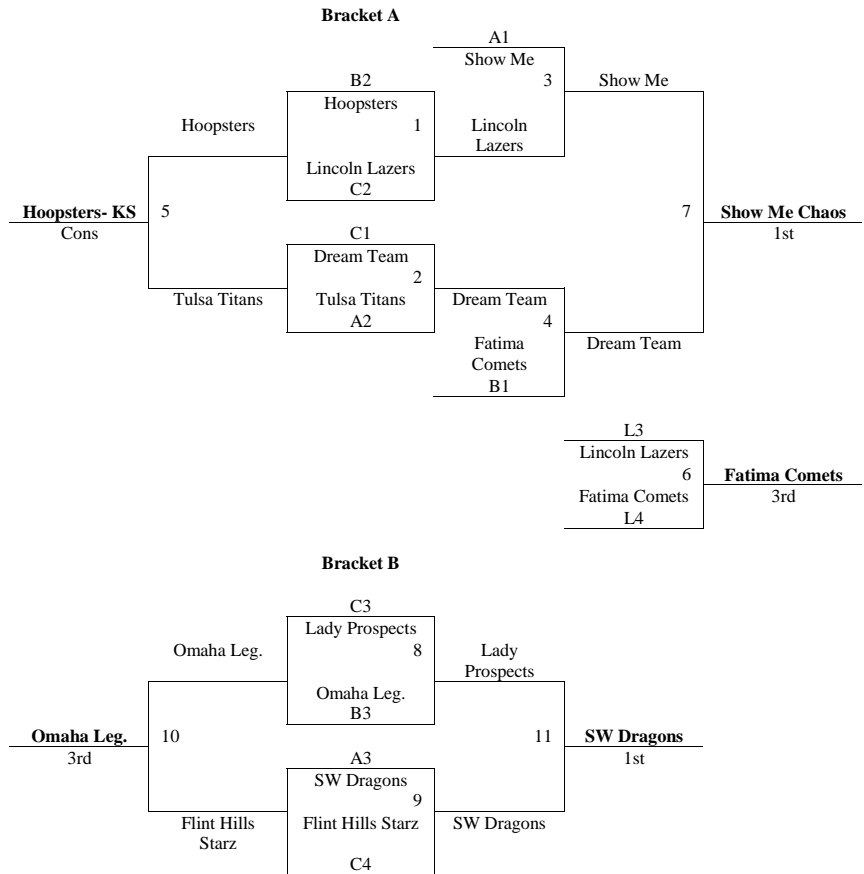 Bracket A
A1
Show Me
3
Show Me
B2
Hoopsters
1
Hoopsters
Lincoln
Lazers
Lincoln Lazers
C2
Hoopsters- KS
5
7
Show Me Chaos
Cons
1st
C1
Dream Team
2
Tulsa Titans
Tulsa Titans
A2
Dream Team
4
Fatima
Comets
B1
Dream Team
L3
Lincoln Lazers
6
Fatima Comets
Fatima Comets
3rd
L4
Bracket B
C3
Lady Prospects
8
Omaha Leg.
Lady
Prospects
Omaha Leg.
B3
Omaha Leg.
10
11
SW Dragons
3rd
1st
A3
SW Dragons
9
Flint Hills
Starz
Flint Hills Starz
SW Dragons
C4